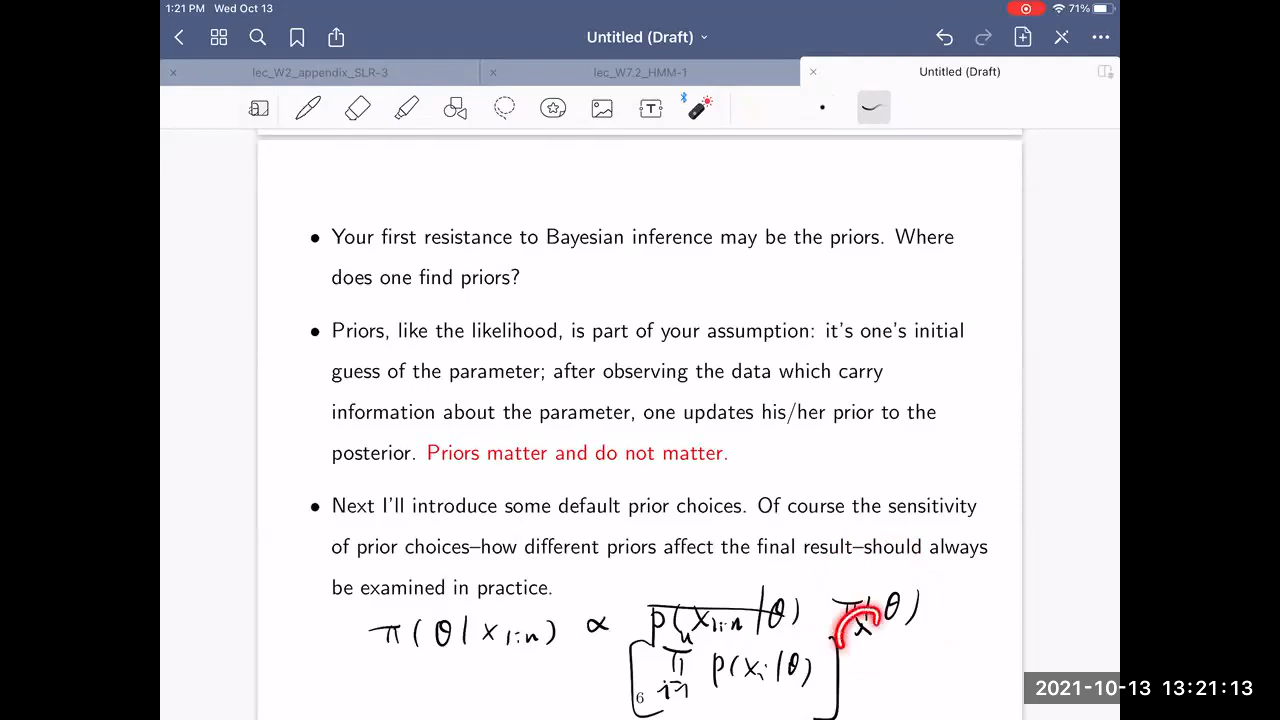 1:21 PM Wed Oct 13
71%
Untitled (Draft)
lec_W2_appendix_SLR-3
lec_W7.2_HMM-1
Untitled (Draft)
T
• Your first resistance to Bayesian inference may be the priors. Where
does one find priors?
• Priors, like the likelihood, is part of your assumption: it's one's initial
guess of the parameter; after observing the data which carry
information about the parameter, one updates his/her prior to the
posterior. Priors matter and do not matter.
• Next I'll introduce some default prior choices. Of course the sensitivity
of prior choices–how different priors affect the final result–should always
be examined in practice.
π(θ|x1:n) ∝ p(x1:n|θ) π(θ)
[ n π i=1 p(xi|θ) ]
6
2021-10-13 13:21:13